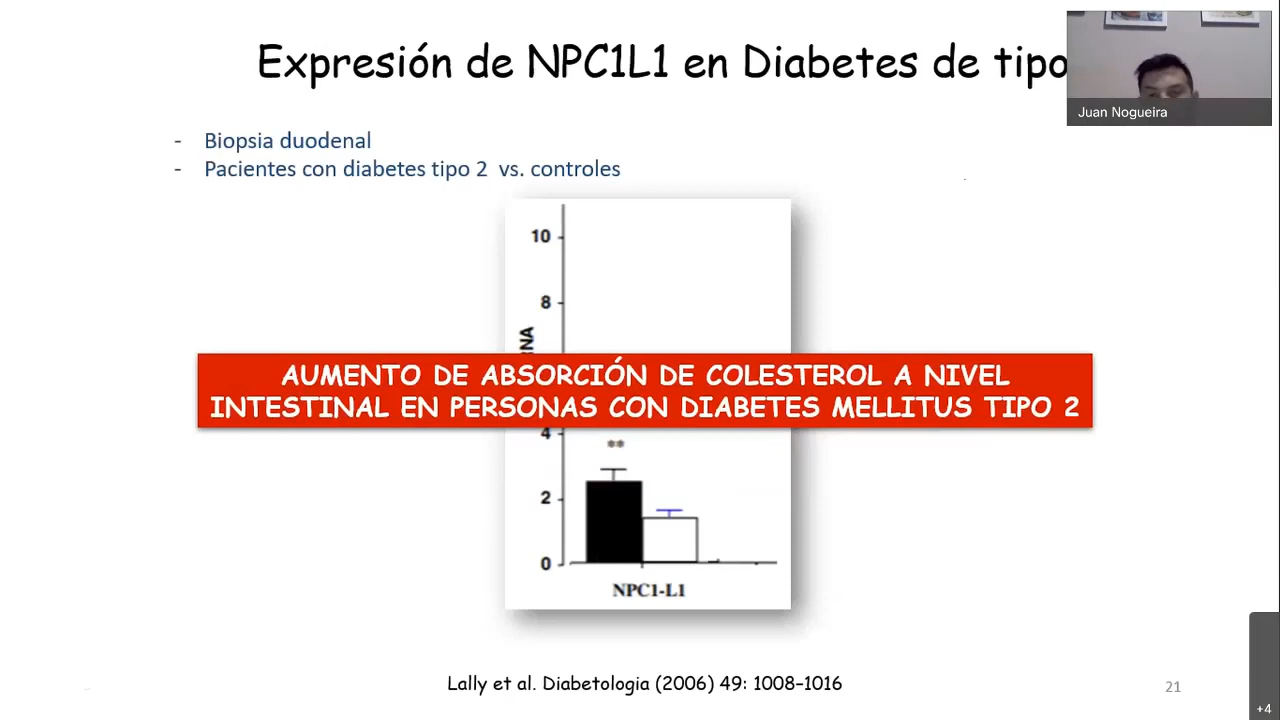 Expresión de NPC1L1 en Diabetes de tipo
Juan Nogueira
- Biopsia duodenal
- Pacientes con diabetes tipo 2 vs. controles
10
8
AUMENTO DE ABSORCIÓN DE COLESTEROL A NIVEL
INTESTINAL EN PERSONAS CON DIABETES MELLITUS TIPO 2
4
**
2
0
NPC1-L1
Lally et al. Diabetologia (2006) 49: 1008–1016
21
+4